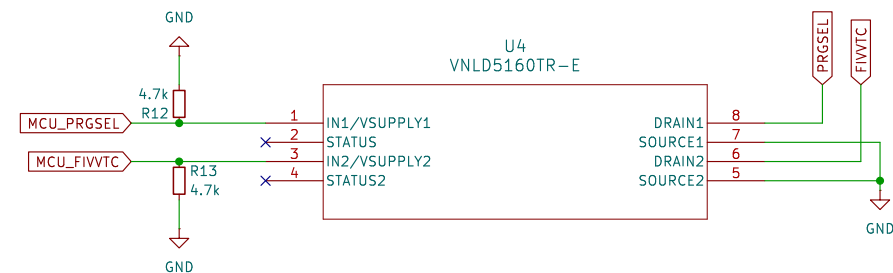 GND
U4
VNLD5160TR-E
PRGSEL
FIVVTC
4.7k
R12
MCU_PRGSEL
1
IN1/VSUPPLY1
DRAIN1
8
2
STATUS
SOURCE1
7
MCU_FIVVTC
3
IN2/VSUPPLY2
DRAIN2
6
R13
4.7k
4
STATUS2
SOURCE2
5
GND
GND